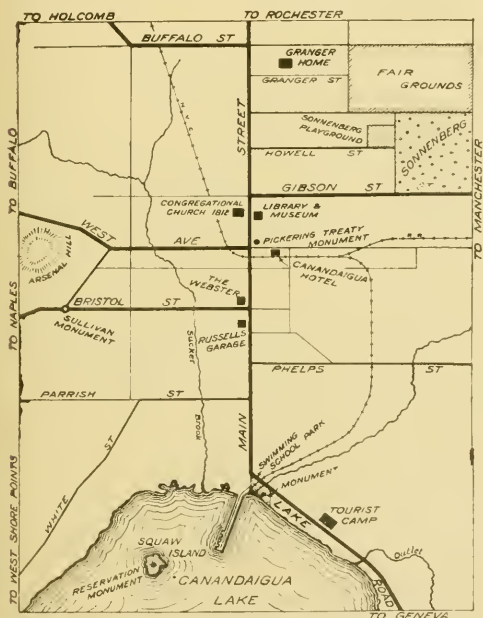 TO HOLCOMB
TO ROCHESTER
BUFFALO ST
GRANGER
HOME
GRANGER ST
FAIR
GROUNDS
N.Y.C.
STREET
SONNENBERG
PLAYGROUND
SONNENBERG
HOWELL ST
TO BUFFALO
GIBSON ST
CONGREGATIONAL
CHURCH 1812
LIBRARY &
MUSEUM
WEST AVE
PICKERING TREATY
MONUMENT
R.R.
TO MANCHESTER
ARSENAL HILL
CANANDAIGUA
HOTEL
THE
WEBSTER
BRISTOL ST
SULLIVAN
MONUMENT
TO NAPLES
RUSSELLS
GARAGE
SUCKER
BROOK
PHELPS ST
PARRISH ST
MAIN
WHITE ST
SWIMMING
SCHOOL PARK
MONUMENT
LAKE
ROAD
TOURIST
CAMP
TO WEST SHORE POINTS
SQUAW
ISLAND
RESERVATION
MONUMENT
CANANDAIGUA
LAKE
Outlet
TO GENEVA